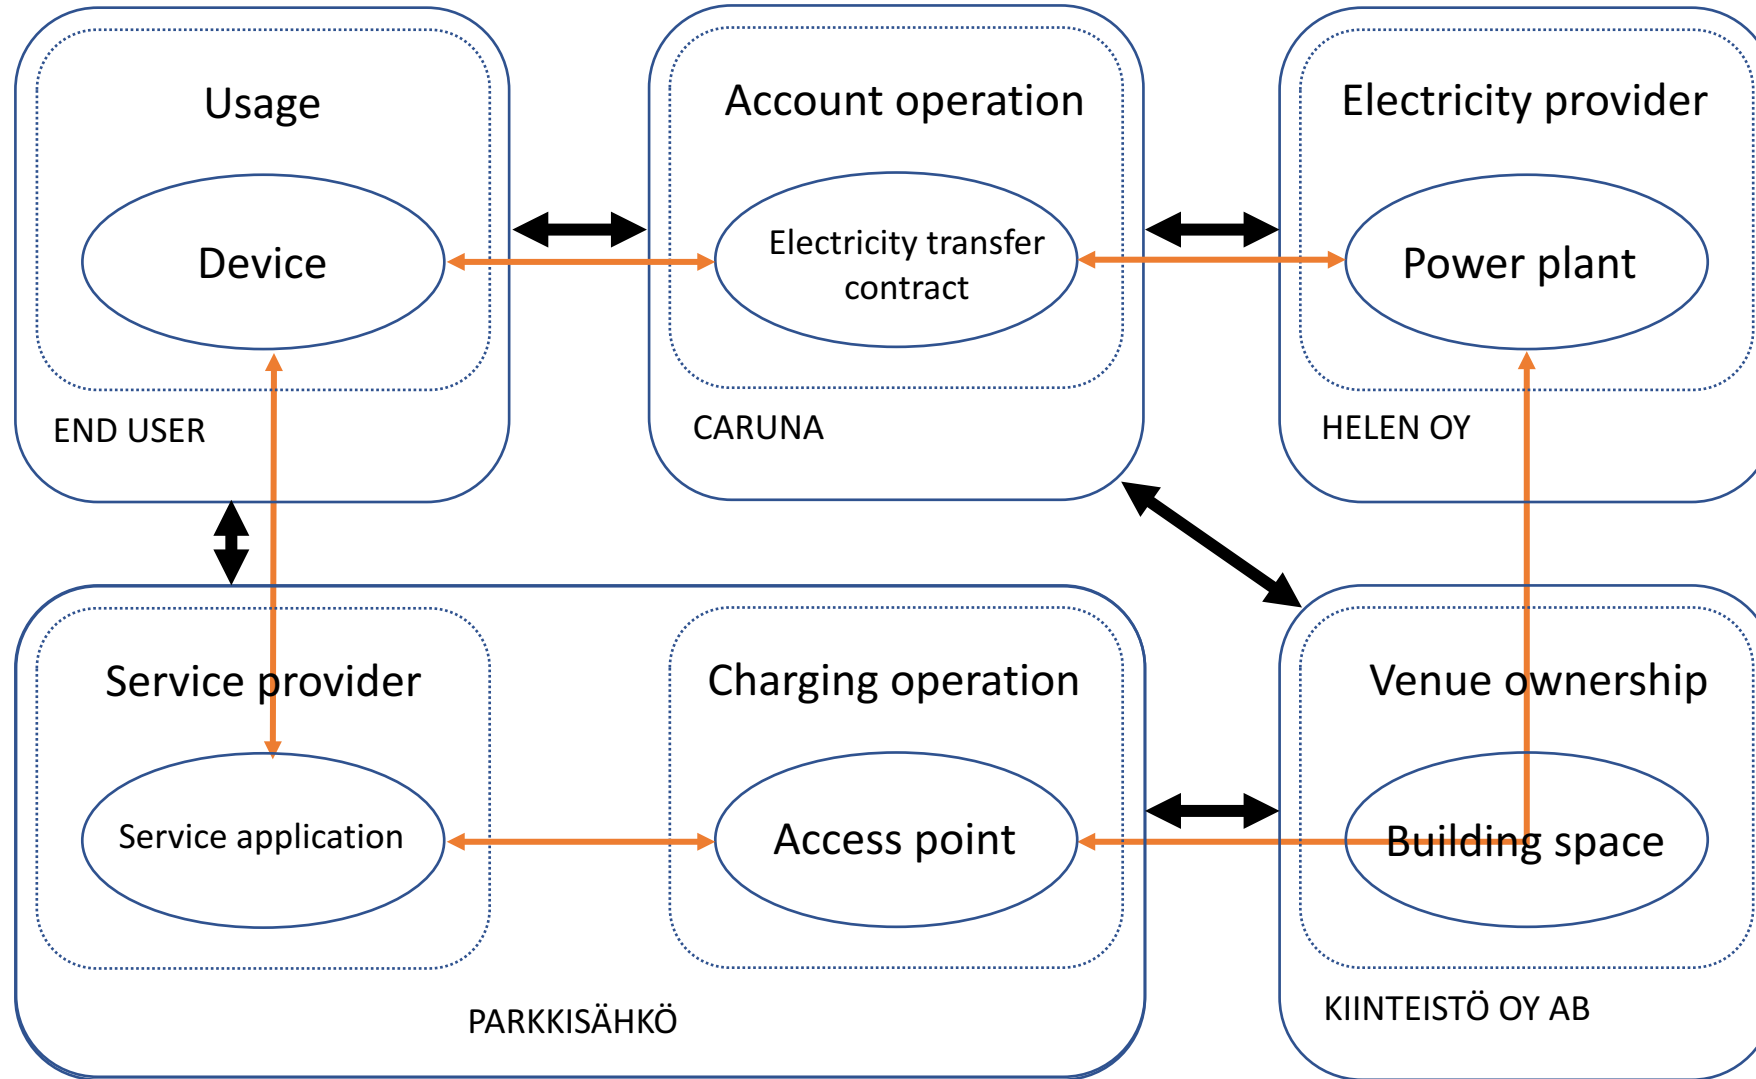 Usage
Device
END USER
Account operation
Electricity transfer
contract
CARUNA
Electricity provider
Power plant
HELEN OY
Service provider
Service application
Charging operation
Access point
PARKKISÄHKÖ
Venue ownership
Building space
KIINTEISTÖ OY AB